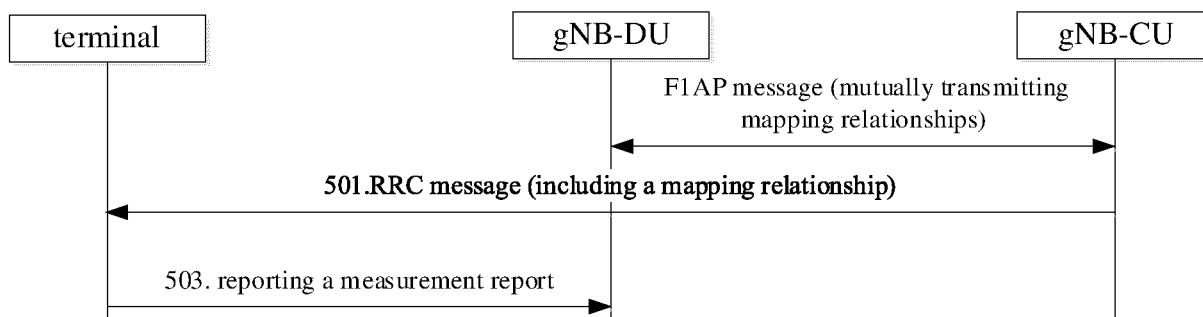 terminal
gNB-DU
gNB-CU
F1AP message (mutually transmitting
mapping relationships)
501.RRC message (including a mapping relationship)
503. reporting a measurement report